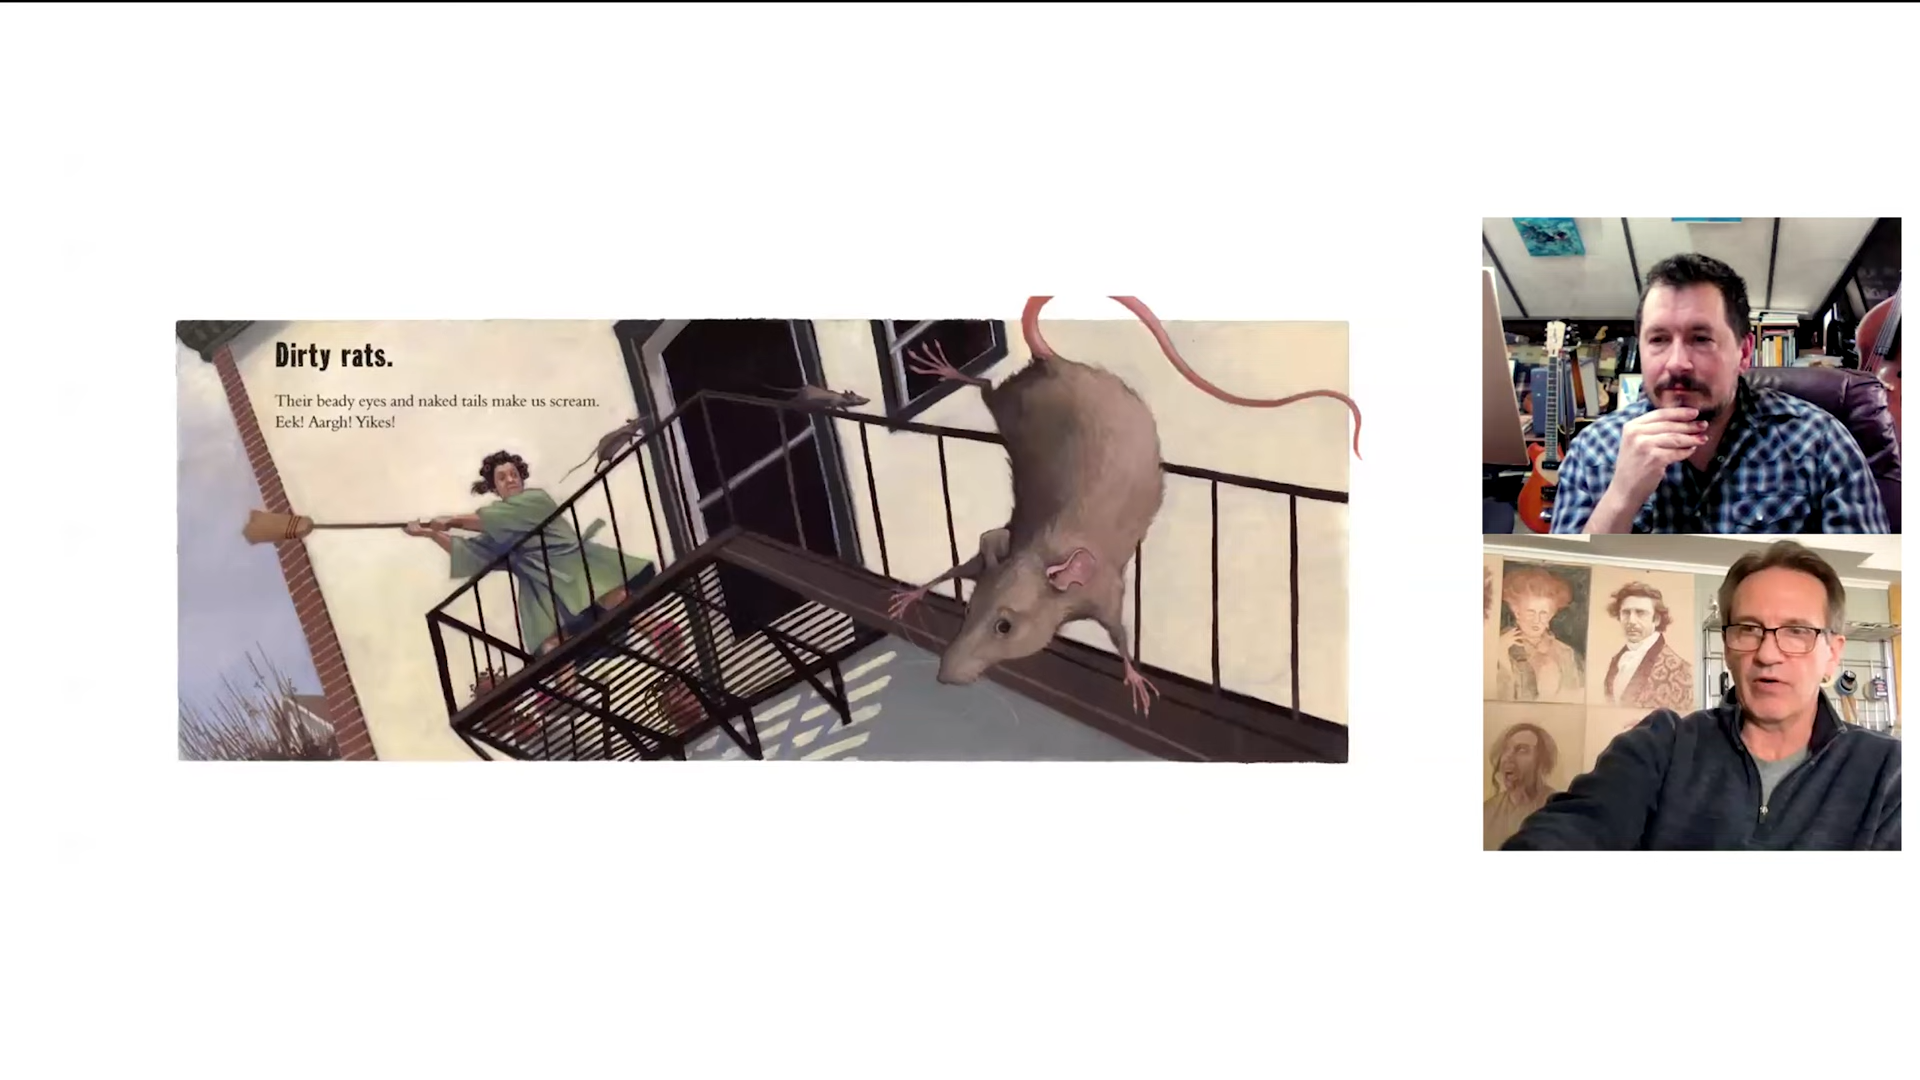 Dirty rats.
Their beady eyes and naked tails make us scream.
Eek! Aargh! Yikes!